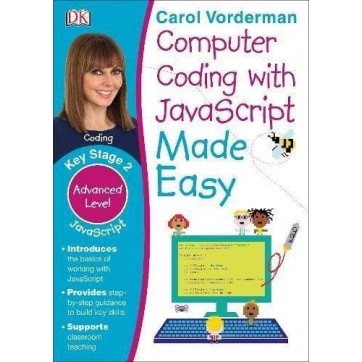 DK
Carol Vorderman
Computer
Coding with
JavaScript
Made
Easy
Coding
Key Stage 2
Advanced
Level
JavaScript
• Introduces
the basics of
working with
JavaScript
• Provides step-
by-step guidance
to build key skills
• Supports
classroom
teaching